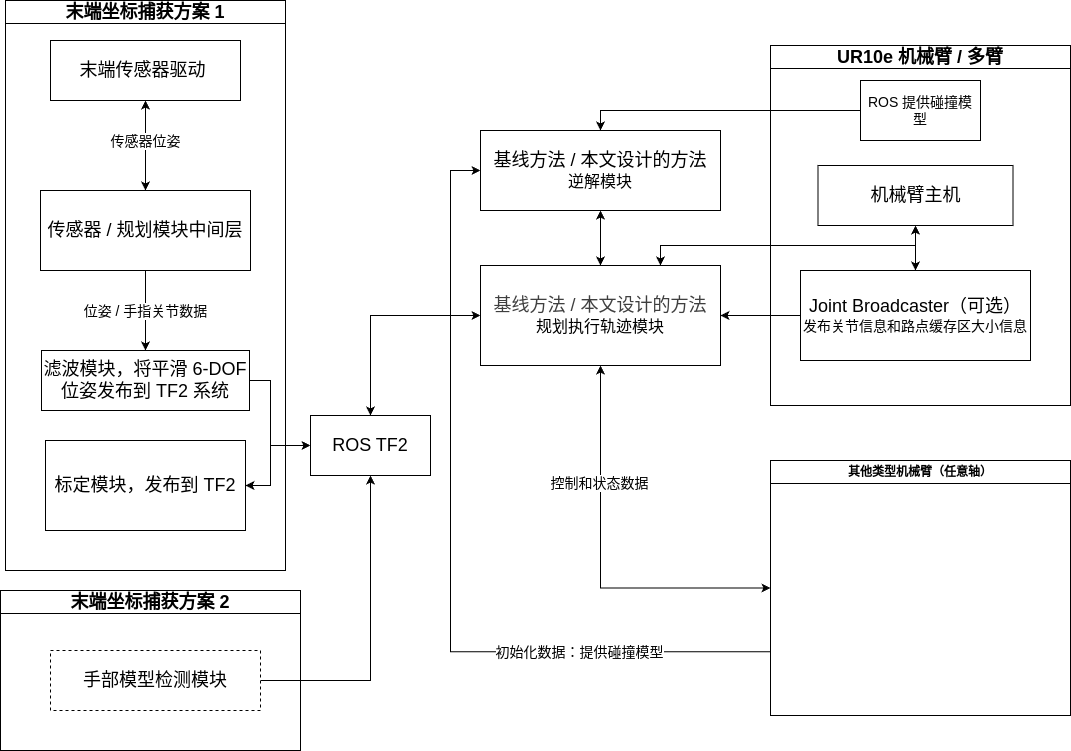 末端坐标捕获方案 1
末端传感器驱动
传感器位姿
传感器 / 规划模块中间层
位姿 / 手指关节数据
滤波模块，将平滑 6-DOF
位姿发布到 TF2 系统
标定模块，发布到 TF2
末端坐标捕获方案 2
手部模型检测模块
ROS TF2
基线方法 / 本文设计的方法
逆解模块
基线方法 / 本文设计的方法
规划执行轨迹模块
控制和状态数据
初始化数据：提供碰撞模型
UR10e 机械臂 / 多臂
ROS 提供碰撞模
型
机械臂主机
Joint Broadcaster（可选）
发布关节信息和路点缓存区大小信息
其他类型机械臂（任意轴）